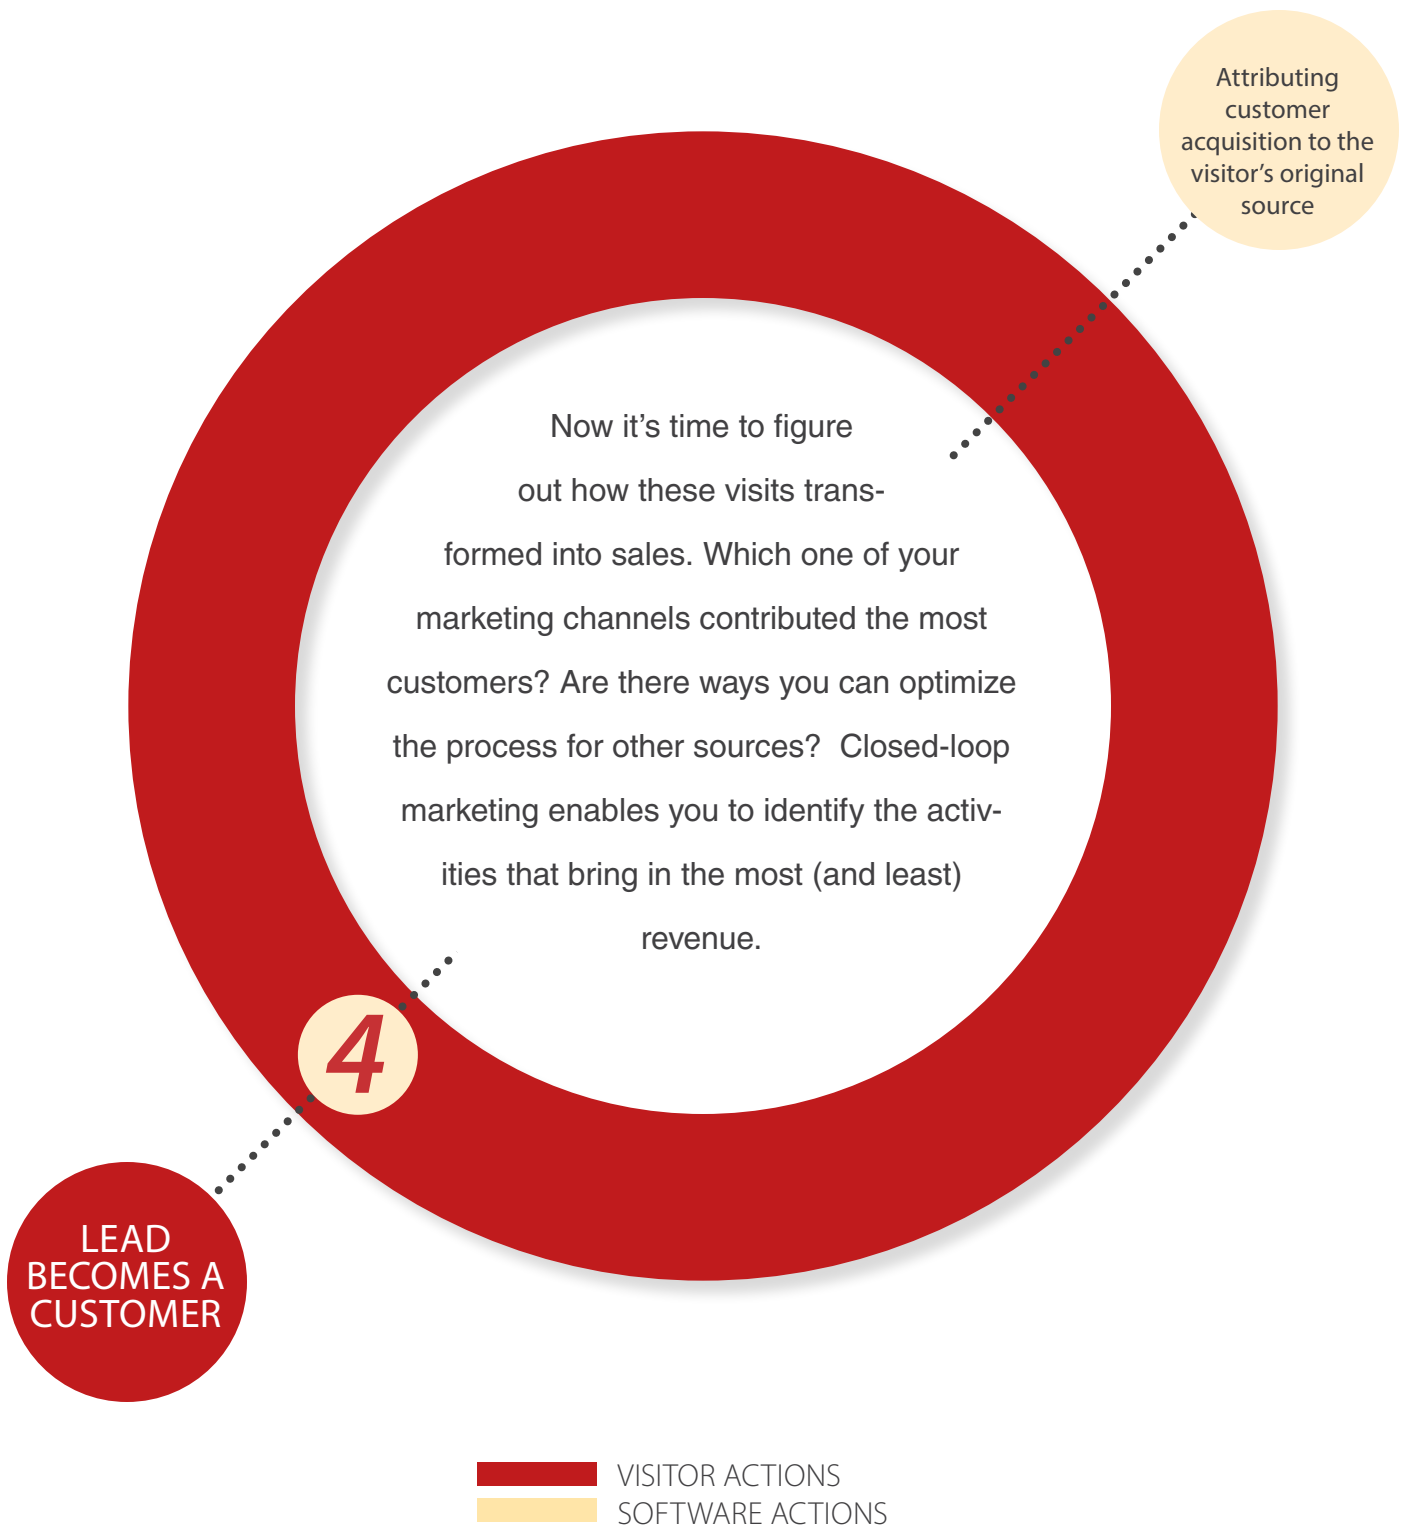 Attributing
customer
acquisition to the
visitor’s original
source
Now it’s time to figure
out how these visits trans-
formed into sales. Which one of your
marketing channels contributed the most
customers? Are there ways you can optimize
the process for other sources?  Closed-loop
marketing enables you to identify the activ-
ities that bring in the most (and least)
revenue.
4
LEAD
BECOMES A
CUSTOMER
VISITOR ACTIONS
SOFTWARE ACTIONS